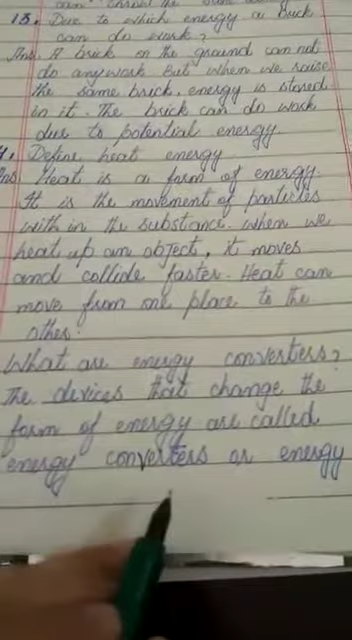 13. Due to which energy a brick
can do work?
Ans. A brick on the ground can not
do any work But when we raise
the same brick, energy is stored
in it. The brick can do work
due to potential energy.
Define heat energy
Ans Heat is a form of energy.
It is the movement of particles
with in the substance. When we
heat up an object, it moves
and collide faster. Heat can
move from one place to the
other.
What are energy converters?
The devices that change the
form of energy are called
energy converters or energy